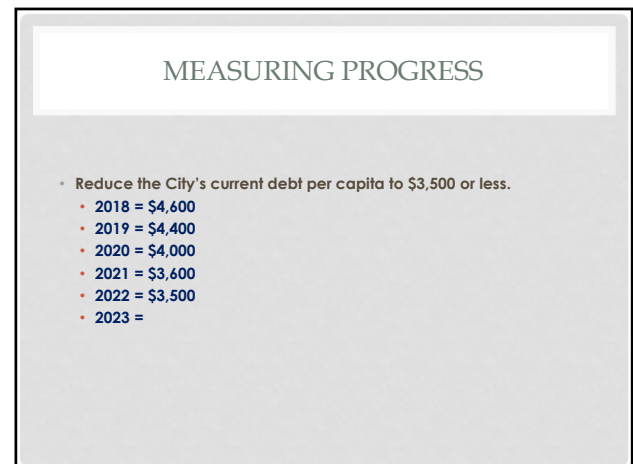 MEASURING PROGRESS
• Reduce the City’s current debt per capita to $3,500 or less.
• 2018 = $4,600
• 2019 = $4,400
• 2020 = $4,000
• 2021 = $3,600
• 2022 = $3,500
• 2023 =